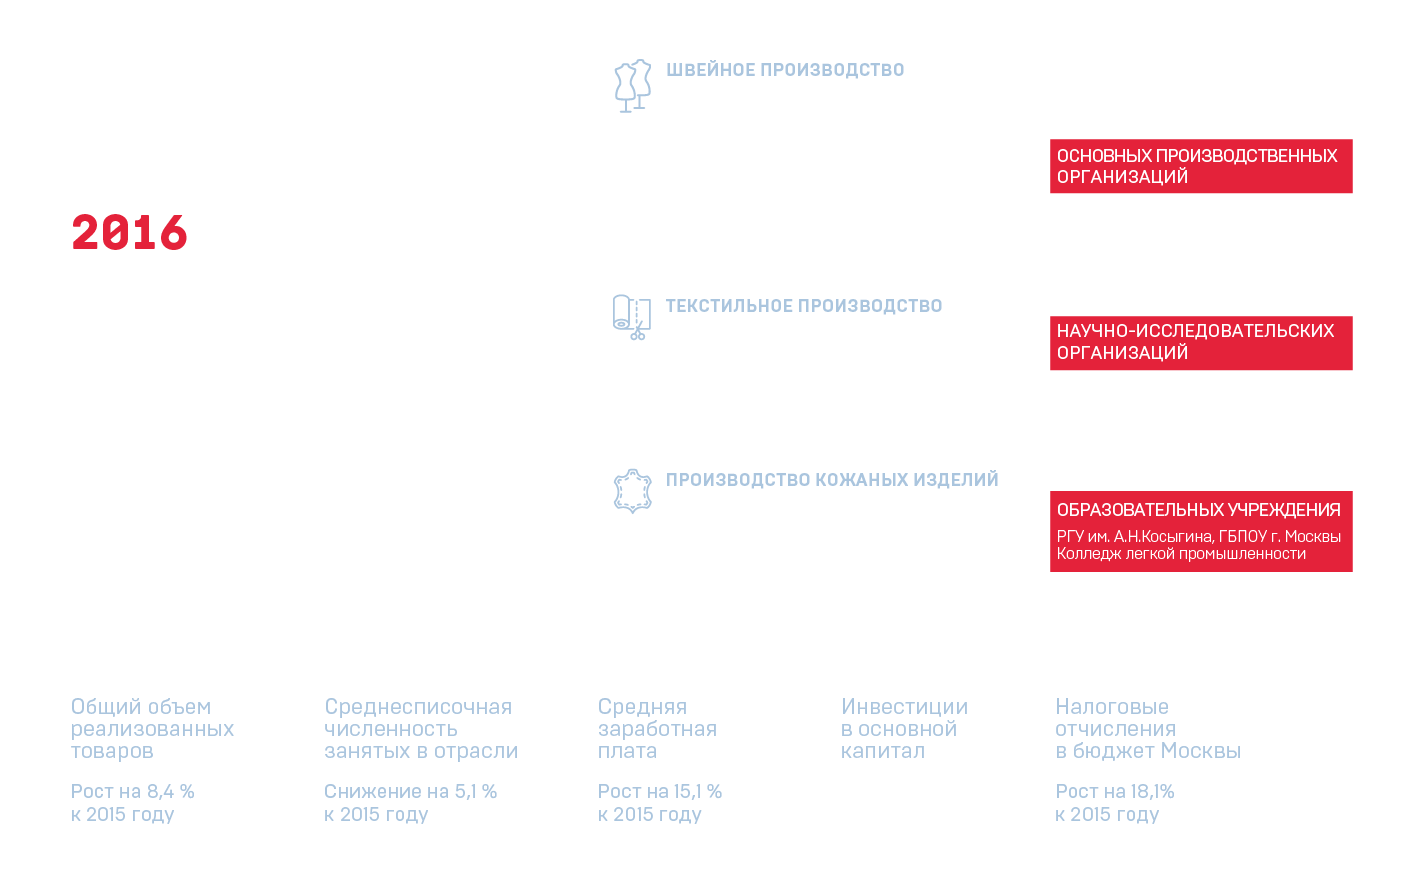 2016
ШВЕЙНОЕ ПРОИЗВОДСТВО
ТЕКСТИЛЬНОЕ ПРОИЗВОДСТВО
ПРОИЗВОДСТВО КОЖАНЫХ ИЗДЕЛИЙ
ОСНОВНЫХ ПРОИЗВОДСТВЕННЫХ
ОРГАНИЗАЦИЙ
НАУЧНО-ИССЛЕДОВАТЕЛЬСКИХ
ОРГАНИЗАЦИЙ
ОБРАЗОВАТЕЛЬНЫХ УЧРЕЖДЕНИЯ
РГУ им. А.Н.Косыгина, ГБПОУ г. Москвы
Колледж легкой промышленности
Общий объем
реализованных
товаров
Рост на 8,4 %
к 2015 году
Среднесписочная
численность
занятых в отрасли
Снижение на 5,1 %
к 2015 году
Средняя
заработная
плата
Рост на 15,1 %
к 2015 году
Инвестиции
в основной
капитал
Налоговые
отчисления
в бюджет Москвы
Рост на 18,1%
к 2015 году